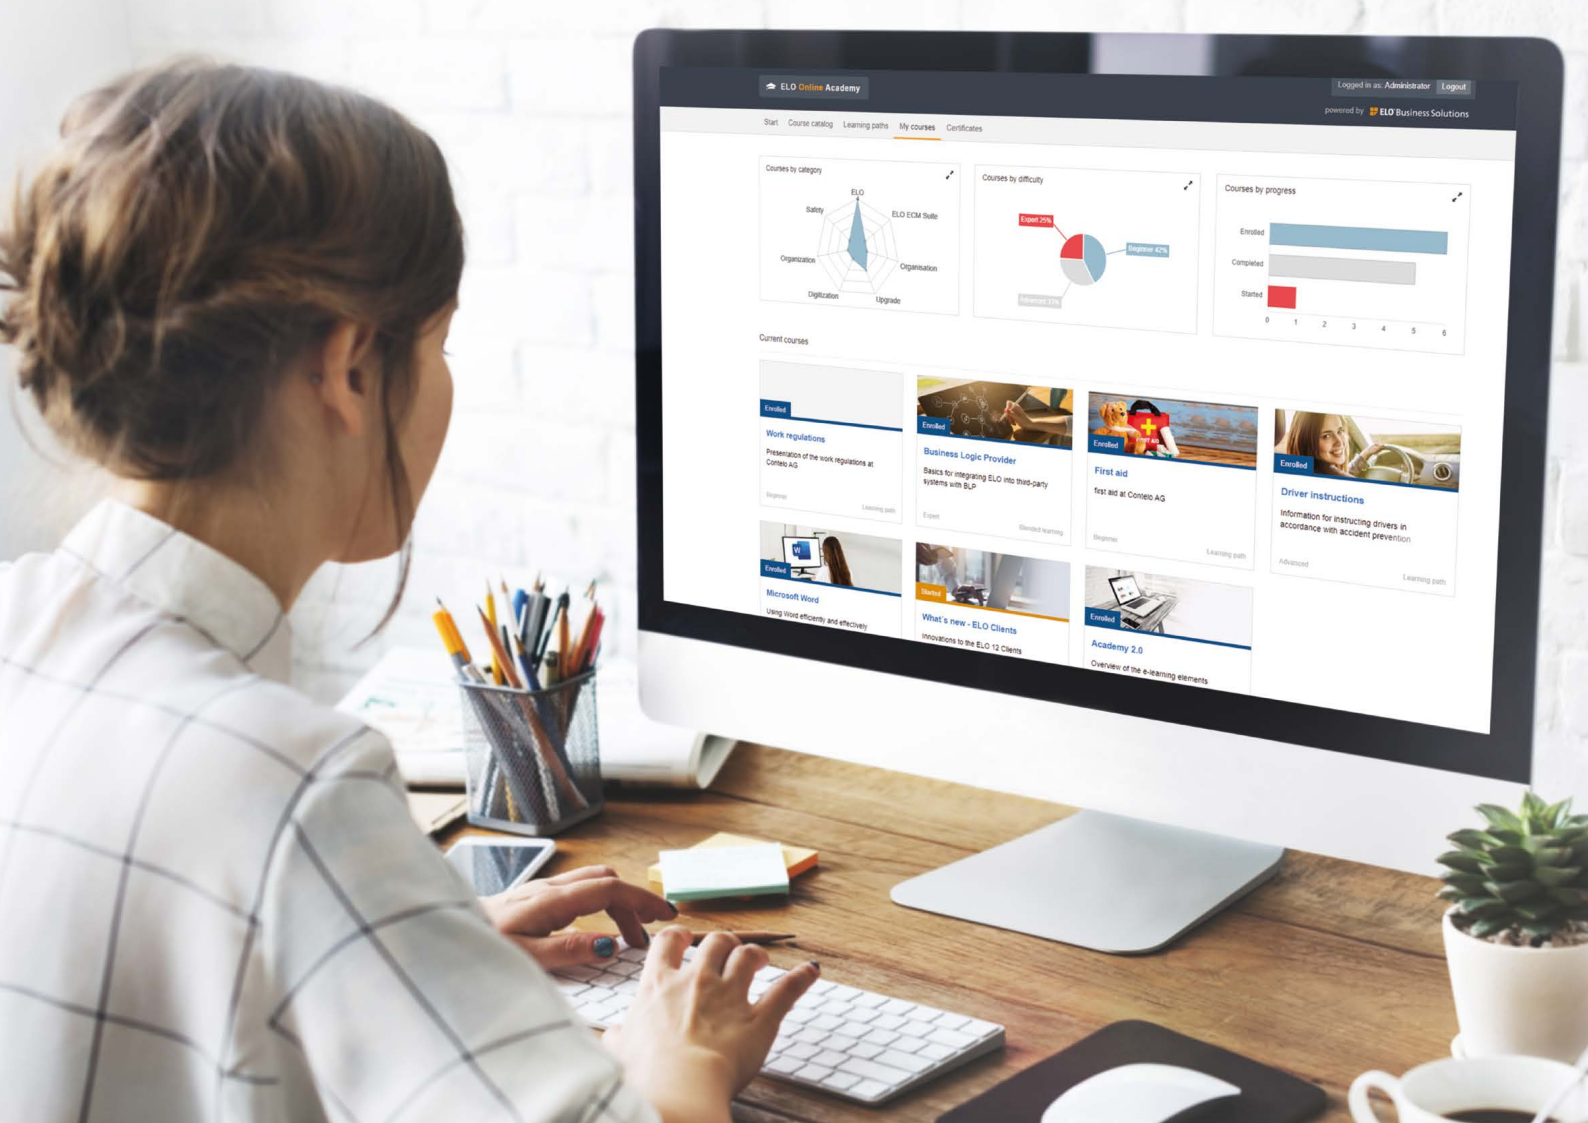 ELO Online Academy
Logged in as: Administrator Logout
powered by ELO Business Solutions
Start Course catalog Learning paths My courses Certificates
Courses by category
ELO
ELO ECM Suite
Organisation
Upgrade
Digitization
Organization
Safety
Courses by difficulty
Expert 25%
Beginner 42%
Advanced 33%
Courses by progress
Enrolled
Completed
Started
0 1 2 3 4 5 6
Current courses
Enrolled
Work regulations
Presentation of the work regulations at
Contelo AG
Beginner
Learning path
Enrolled
Business Logic Provider
Basics for integrating ELO into third-party
systems with BLP
Expert
Blended learning
FIRST AID
Enrolled
First aid
first aid at Contelo AG
Beginner
Learning path
Enrolled
Driver instructions
Information for instructing drivers in
accordance with accident prevention
Advanced
Learning path
W
Enrolled
Microsoft Word
Using Word efficiently and effectively
Started
What's new - ELO Clients
Innovations to the ELO 12 Clients
Enrolled
Academy 2.0
Overview of the e-learning elements